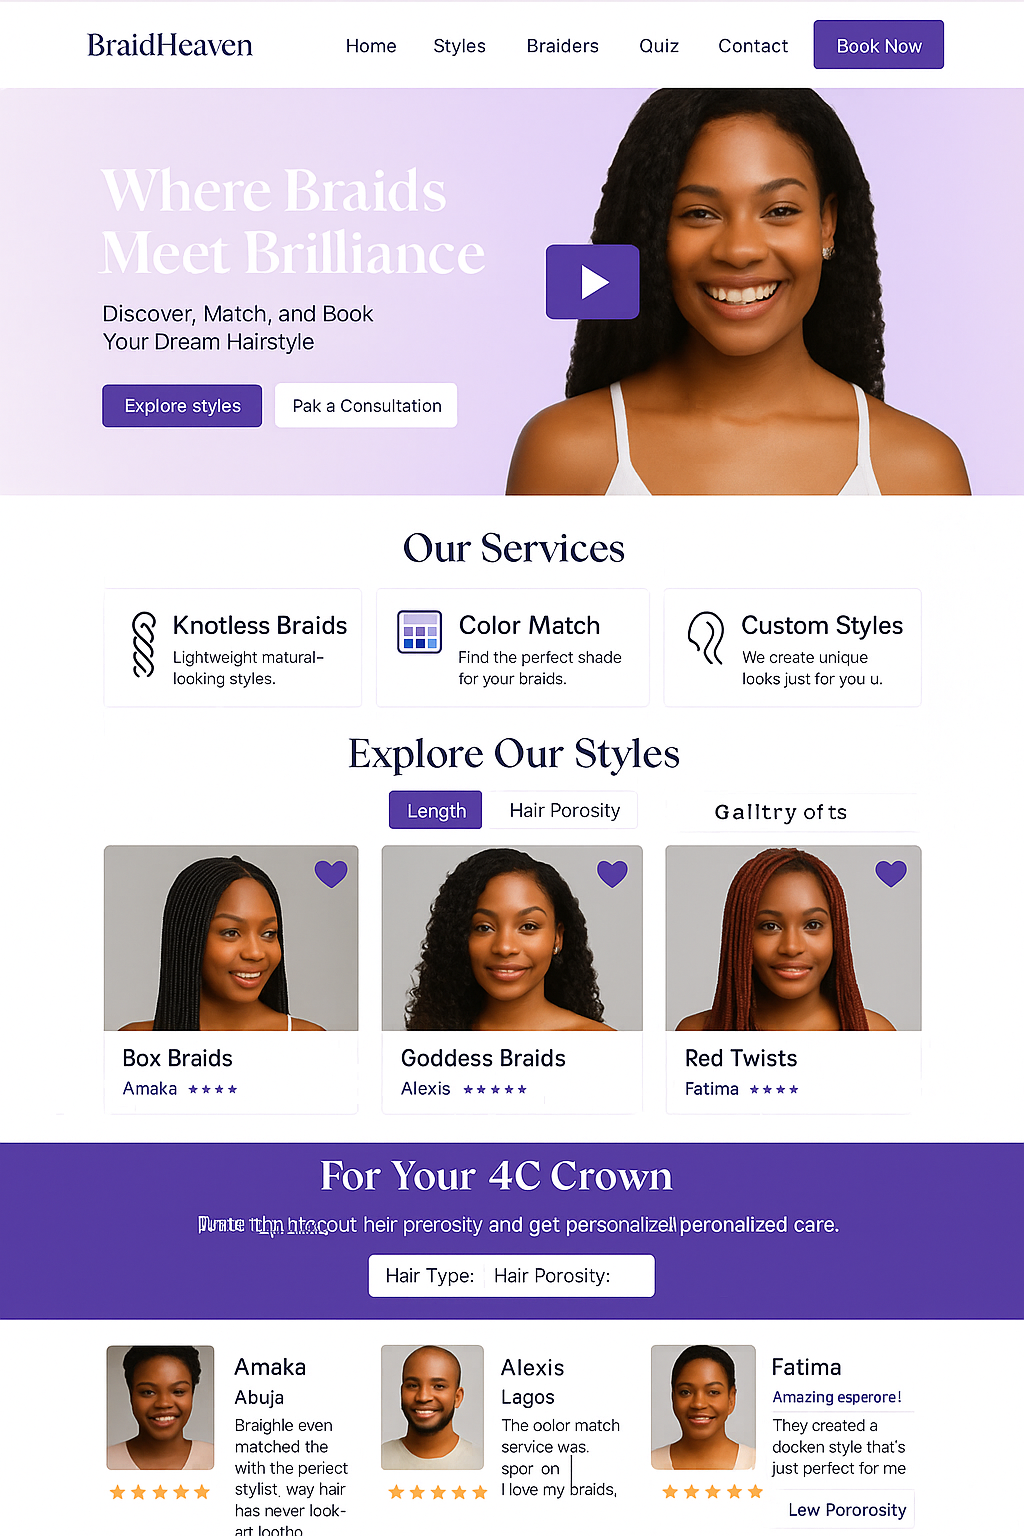 BraidHeaven
Home Styles Braiders Quiz Contact Book Now
Where Braids
Meet Brilliance
Discover, Match, and Book
Your Dream Hairstyle
Explore styles Pak a Consultation
Our Services
Knotless Braids
Lightweight matural-
looking styles.
Color Match
Find the perfect shade
for your braids.
Custom Styles
We create unique
looks just for you u.
Explore Our Styles
Length Hair Porosity Galltry of ts
Box Braids
Amaka
Goddess Braids
Alexis
Red Twists
Fatima
For Your 4C Crown
out heir prerosity and get personalizell peronalized care.
Hair Type: Hair Porosity:
Amaka
Abuja
Braighle even
matched the
with the periect
stylist, way hair
has never look-
art lootho
Alexis
Lagos
The oolor match
service was.
spor on
I love my braids,
Fatima
Amazing esperore!
They created a
docken style that's
just perfect for me
Lew Pororosity